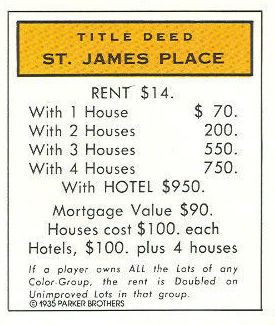 TITLE DEED
ST. JAMES PLACE
RENT $14.
With 1 House $ 70.
With 2 Houses 200.
With 3 Houses 550.
With 4 Houses 750.
With HOTEL $950.
Mortgage Value $90.
Houses cost $100. each
Hotels, $100. plus 4 houses
If a player owns ALL the Lots of any
Color-Group, the rent is Doubled on
Unimproved Lots in that group.
© 1935 PARKER BROTHERS